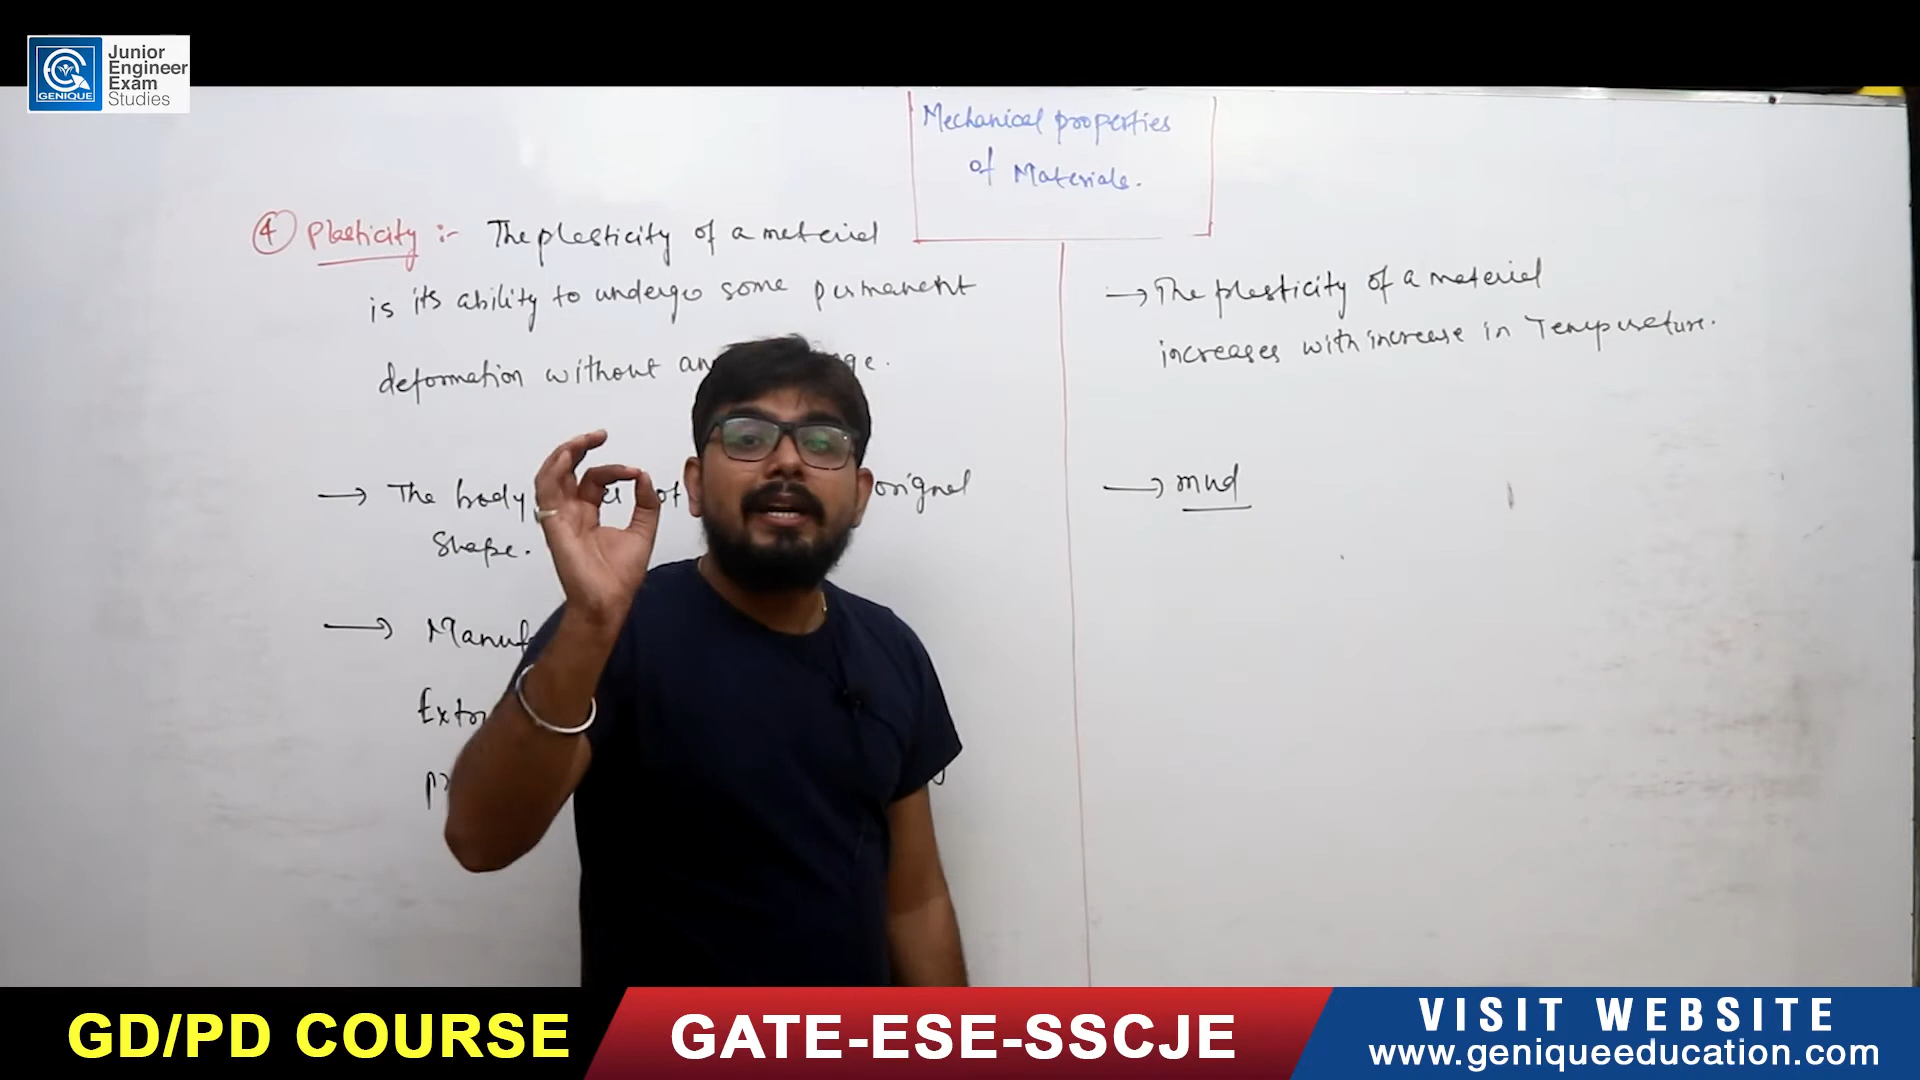 Junior
Engineer
Exam
Studies
GENIQUE
Mechanical properties
of Materials.
4 Plasticity :- The plasticity of a material
is its ability to undergo some permanent
deformation without
→ The body orignal
Shape.
→
→ The plasticity of a material
increases with increase in Temperature.
→ mud
GD/PD COURSE
GATE-ESE-SSCJE
VISIT WEBSITE
www.geniqueeducation.com